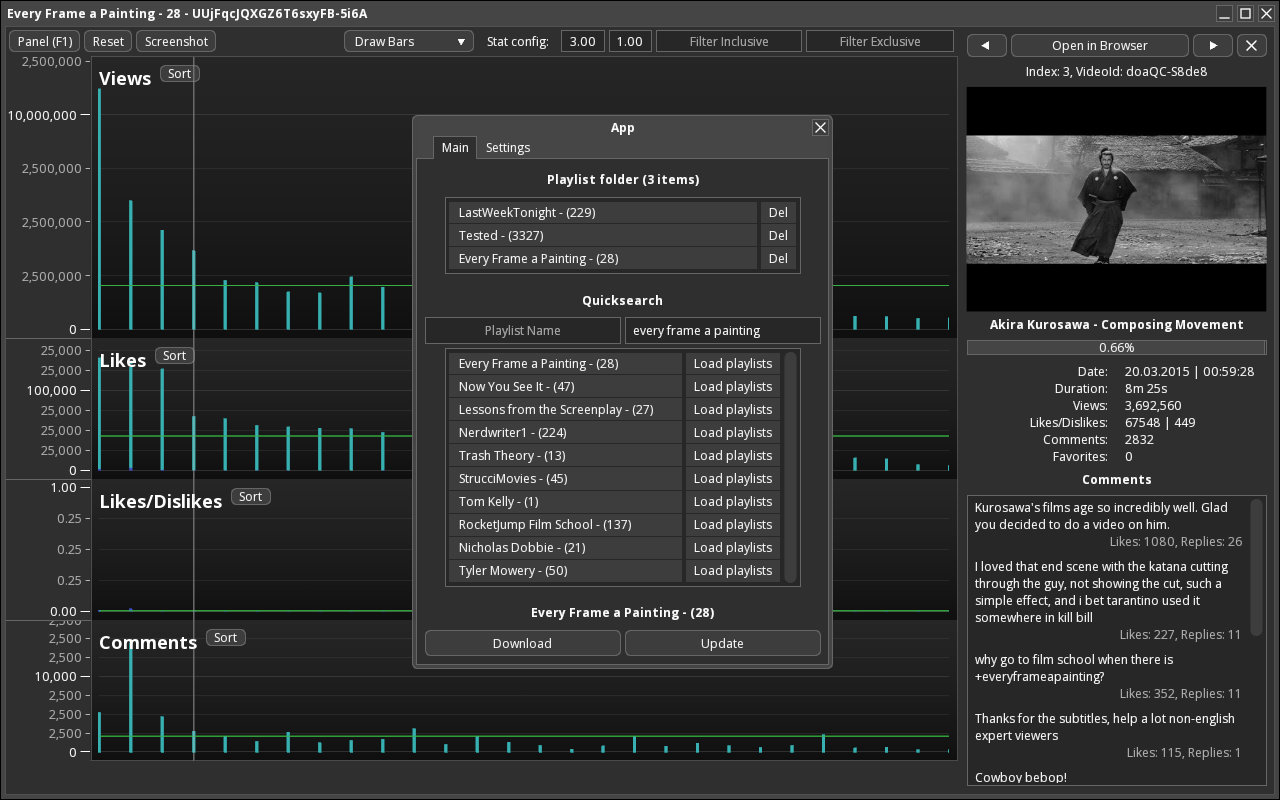 Every Frame a Painting - 28 - UUjFqcJQXGZ6T6sxyFB-5i6A
Panel (F1)
Reset
Screenshot
Draw Bars
Stat config:
3.00
1.00
Filter Inclusive
Filter Exclusive
Views
Sort
2,500,000
10,000,000
2,500,000
2,500,000
2,500,000
0
Likes
Sort
25,000
25,000
100,000
25,000
25,000
25,000
0
Likes/Dislikes
Sort
1.00
0.25
0.25
0.25
0.00
Comments
Sort
2,500
2,500
2,500
10,000
2,500
2,500
2,500
0
App
Main
Settings
Playlist folder (3 items)
LastWeekTonight - (229) Del
Tested - (3327) Del
Every Frame a Painting - (28) Del
Quicksearch
Playlist Name
every frame a painting
Every Frame a Painting - (28) Load playlists
Now You See It - (47) Load playlists
Lessons from the Screenplay - (27) Load playlists
Nerdwriter1 - (224) Load playlists
Trash Theory - (13) Load playlists
StrucciMovies - (45) Load playlists
Tom Kelly - (1) Load playlists
RocketJump Film School - (137) Load playlists
Nicholas Dobbie - (21) Load playlists
Tyler Mowery - (50) Load playlists
Every Frame a Painting - (28)
Download
Update
Open in Browser
Index: 3, VideoId: doaQC-S8de8
Akira Kurosawa - Composing Movement
0.66%
Date: 20.03.2015 | 00:59:28
Duration: 8m 25s
Views: 3,692,560
Likes/Dislikes: 67548 | 449
Comments: 2832
Favorites: 0
Comments
Kurosawa's films age so incredibly well. Glad
you decided to do a video on him.
Likes: 1080, Replies: 26
I loved that end scene with the katana cutting
through the guy, not showing the cut, such a
simple effect, and i bet tarantino used it
somewhere in kill bill
Likes: 227, Replies: 11
why go to film school when there is
+everyframeapainting?
Likes: 352, Replies: 11
Thanks for the subtitles, help a lot non-english
expert viewers
Likes: 115, Replies: 1
Cowboy bebop!